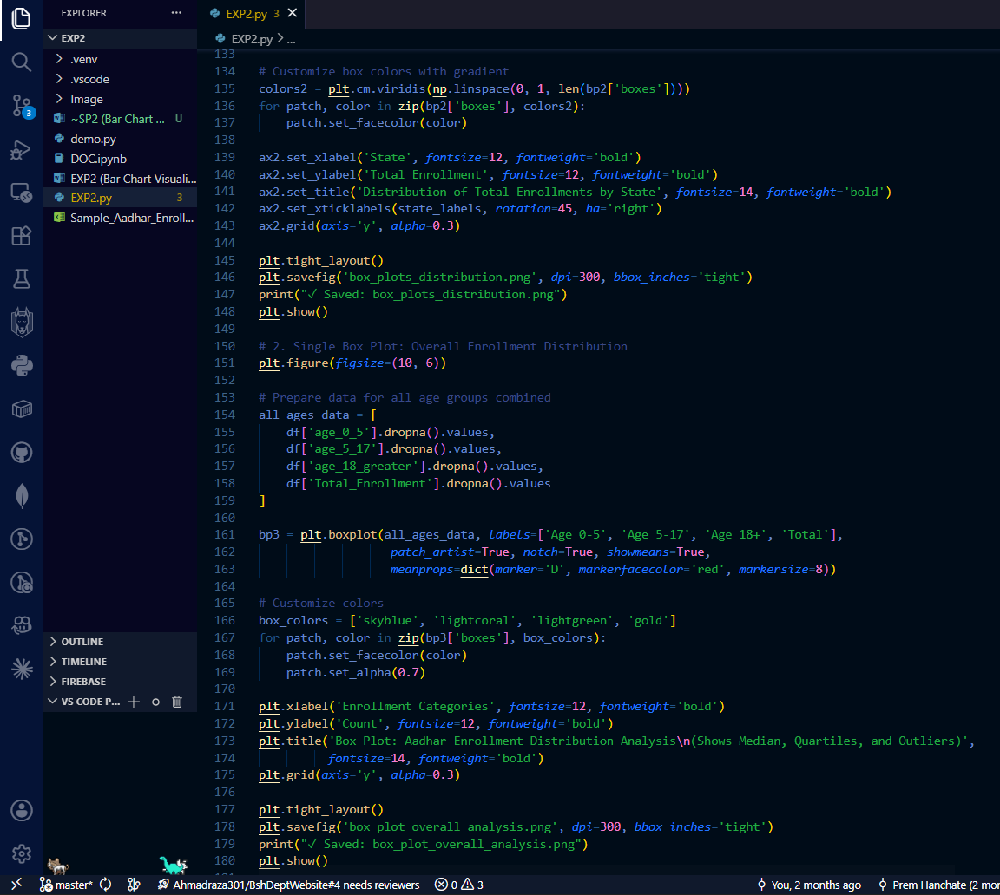 EXPLORER ...
EXP2.py 3
EXP2
EXP2.py > ...
.venv
.vscode
Image
~$P2 (Bar Chart ... U
demo.py
DOC.ipynb
EXP2 (Bar Chart Visuali...
EXP2.py 3
Sample_Aadhar_Enroll...
133
134 # Customize box colors with gradient
135 colors2 = plt.cm.viridis(np.linspace(0, 1, len(bp2['boxes'])))
136 for patch, color in zip(bp2['boxes'], colors2):
137     patch.set_facecolor(color)
138
139 ax2.set_xlabel('State', fontsize=12, fontweight='bold')
140 ax2.set_ylabel('Total Enrollment', fontsize=12, fontweight='bold')
141 ax2.set_title('Distribution of Total Enrollments by State', fontsize=14, fontweight='bold')
142 ax2.set_xticklabels(state_labels, rotation=45, ha='right')
143 ax2.grid(axis='y', alpha=0.3)
144
145 plt.tight_layout()
146 plt.savefig('box_plots_distribution.png', dpi=300, bbox_inches='tight')
147 print("✓ Saved: box_plots_distribution.png")
148 plt.show()
149
150 # 2. Single Box Plot: Overall Enrollment Distribution
151 plt.figure(figsize=(10, 6))
152
153 # Prepare data for all age groups combined
154 all_ages_data = [
155     df['age_0_5'].dropna().values,
156     df['age_5_17'].dropna().values,
157     df['age_18_greater'].dropna().values,
158     df['Total_Enrollment'].dropna().values
159 ]
160
161 bp3 = plt.boxplot(all_ages_data, labels=['Age 0-5', 'Age 5-17', 'Age 18+', 'Total'],
162                    patch_artist=True, notch=True, showmeans=True,
163                    meanprops=dict(marker='D', markerfacecolor='red', markersize=8))
164
165 # Customize colors
166 box_colors = ['skyblue', 'lightcoral', 'lightgreen', 'gold']
167 for patch, color in zip(bp3['boxes'], box_colors):
168     patch.set_facecolor(color)
169     patch.set_alpha(0.7)
170
171 plt.xlabel('Enrollment Categories', fontsize=12, fontweight='bold')
172 plt.ylabel('Count', fontsize=12, fontweight='bold')
173 plt.title('Box Plot: Aadhar Enrollment Distribution Analysis\n(Shows Median, Quartiles, and Outliers)',
174           fontsize=14, fontweight='bold')
175 plt.grid(axis='y', alpha=0.3)
176
177 plt.tight_layout()
178 plt.savefig('box_plot_overall_analysis.png', dpi=300, bbox_inches='tight')
179 print("✓ Saved: box_plot_overall_analysis.png")
180 plt.show()
3
OUTLINE
TIMELINE
FIREBASE
VS CODE P...
master* Ahmadraza301/BshDeptWebsite#4 needs reviewers 0 3 You, 2 months ago Prem Hanchate (2 mor